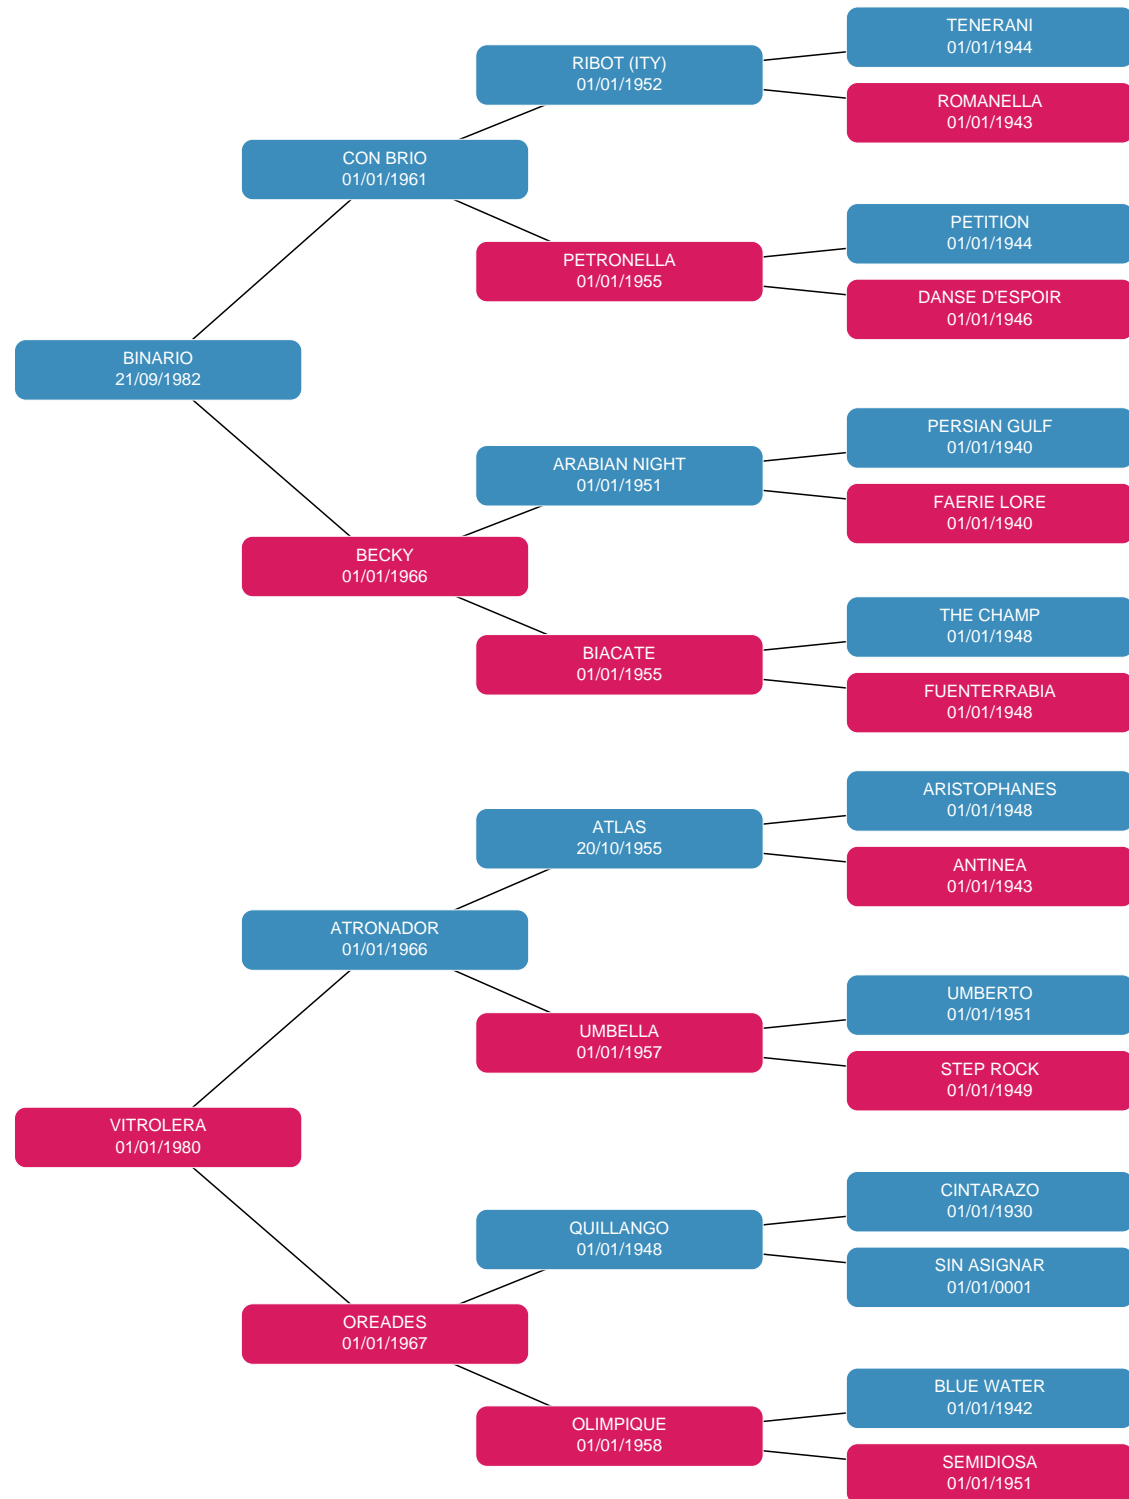 TENERANI
01/01/1944
RIBOT (ITY)
01/01/1952
ROMANELLA
01/01/1943
CON BRIO
01/01/1961
PETITION
01/01/1944
PETRONELLA
01/01/1955
DANSE D'ESPOIR
01/01/1946
BINARIO
21/09/1982
PERSIAN GULF
01/01/1940
ARABIAN NIGHT
01/01/1951
FAERIE LORE
01/01/1940
BECKY
01/01/1966
THE CHAMP
01/01/1948
BIACATE
01/01/1955
FUENTERRABIA
01/01/1948
ARISTOPHANES
01/01/1948
ATLAS
20/10/1955
ANTINEA
01/01/1943
ATRONADOR
01/01/1966
UMBERTO
01/01/1951
UMBELLA
01/01/1957
STEP ROCK
01/01/1949
VITROLERA
01/01/1980
CINTARAZO
01/01/1930
QUILLANGO
01/01/1948
SIN ASIGNAR
01/01/0001
OREADES
01/01/1967
BLUE WATER
01/01/1942
OLIMPIQUE
01/01/1958
SEMIDIOSA
01/01/1951